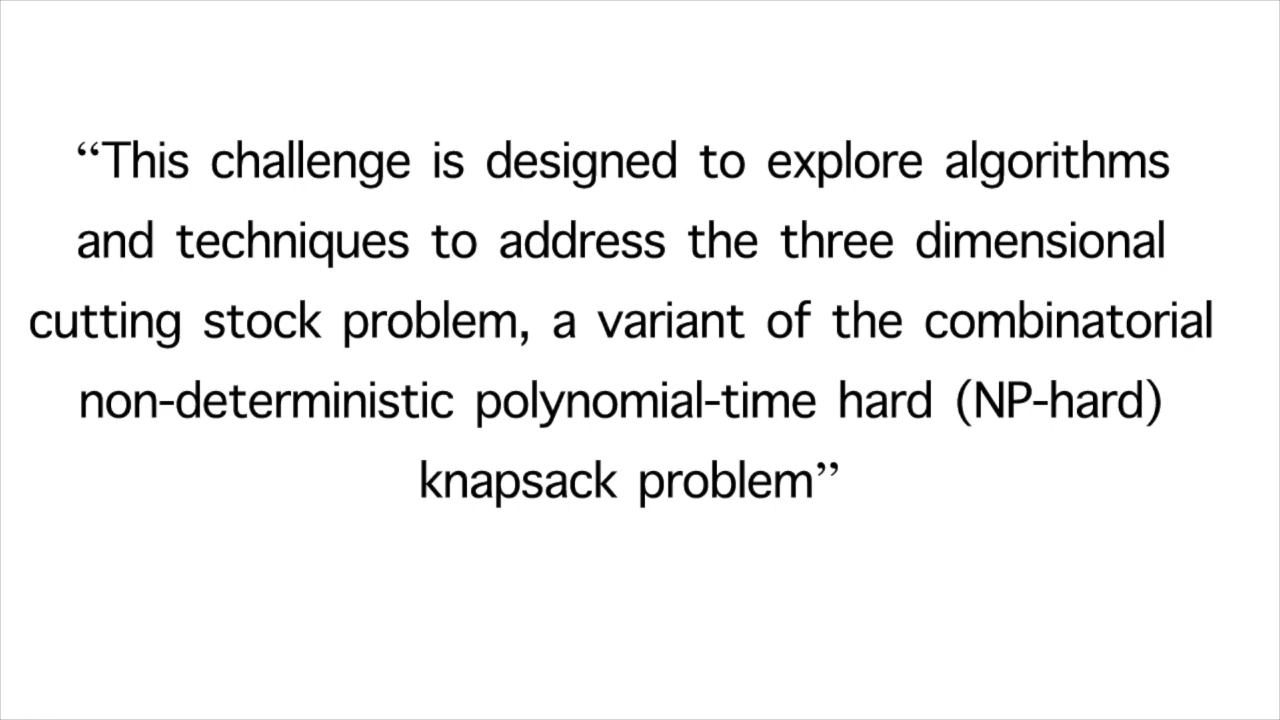 “This challenge is designed to explore algorithms
and techniques to address the three dimensional
cutting stock problem, a variant of the combinatorial
non-deterministic polynomial-time hard (NP-hard)
knapsack problem”